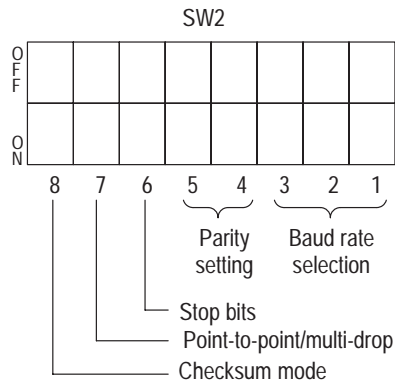 SW2
OFF
ON
8 7 6 5 4 3 2 1
Parity setting
Baud rate selection
Stop bits
Point-to-point/multi-drop
Checksum mode